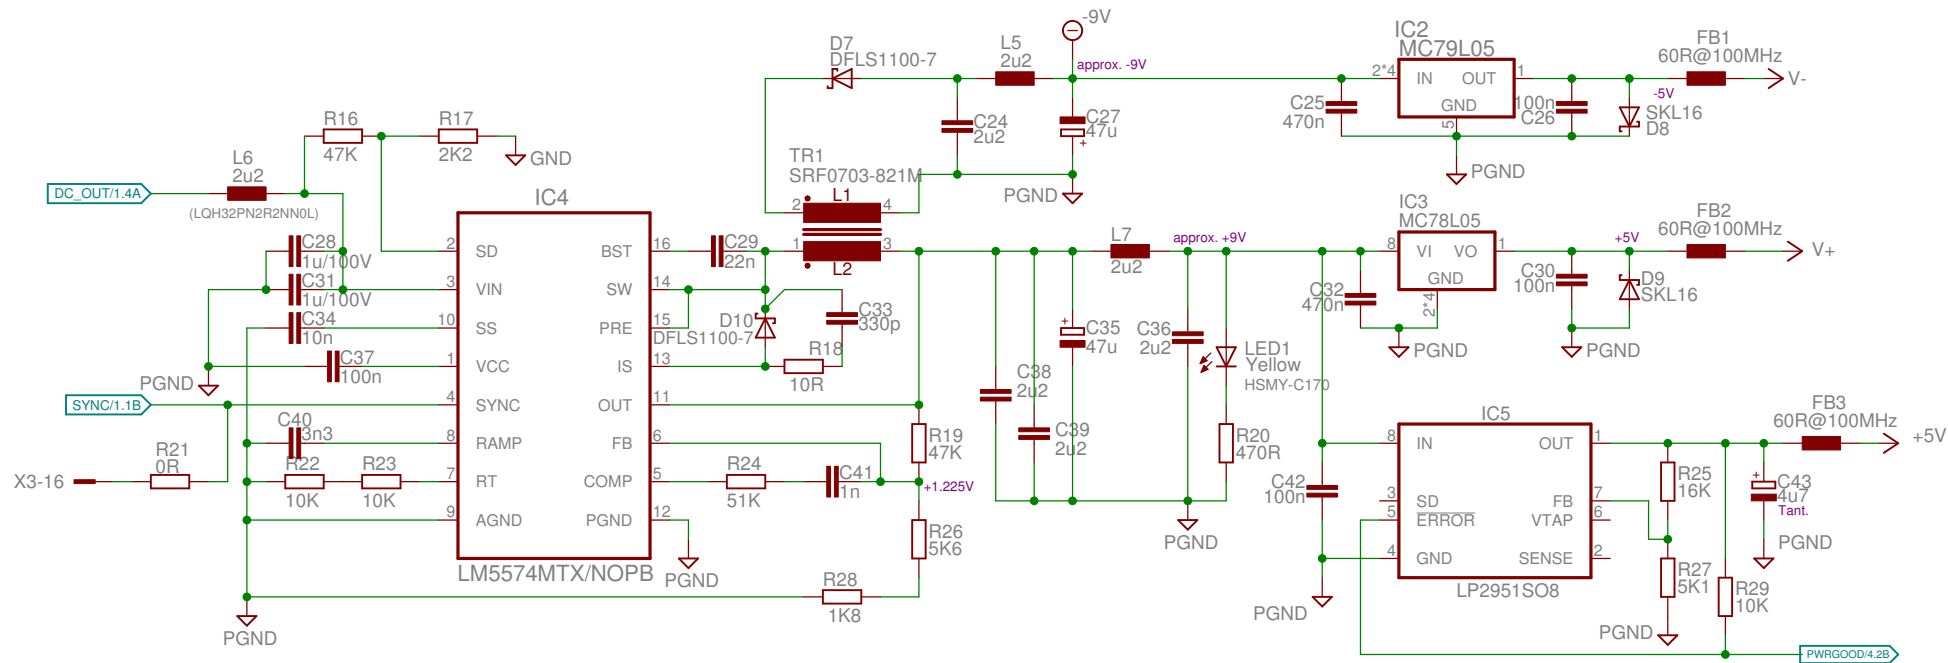 -9V
IC2
MC79L05
FB1
60R@100MHz
D7
DFLS1100-7
L5
2u2
approx. -9V
2*4
IN
OUT
1
GND
5
V-
-5V
C25
470n
100n
C26
SKL16
D8
PGND
R16
47K
R17
2K2
GND
C24
2u2
C27
47u
+
PGND
L6
2u2
DC_OUT/1.4A
(LQH32PN2R2NN0L)
TR1
SRF0703-821M
L1
2
4
1
3
L2
IC4
C28
1u/100V
C31
1u/100V
C34
10n
C37
100n
PGND
2
SD
3
VIN
10
SS
1
VCC
4
SYNC
8
RAMP
7
RT
9
AGND
BST
16
SW
14
PRE
15
IS
13
OUT
11
FB
6
COMP
5
PGND
12
LM5574MTX/NOPB
C29
22n
D10
DFLS1100-7
C33
330p
R18
10R
L7
2u2
approx. +9V
IC3
MC78L05
FB2
60R@100MHz
8
VI
VO
1
GND
2*4
+5V
V+
C32
470n
C30
100n
D9
SKL16
PGND
PGND
+
C35
47u
C36
2u2
LED1
Yellow
HSMY-C170
C38
2u2
C39
2u2
R20
470R
PGND
SYNC/1.1B
C40
3n3
R21
0R
X3-16
R22
10K
R23
10K
R24
51K
C41
1n
R19
47K
+1.225V
R26
5K6
PGND
R28
1K8
PGND
IC5
FB3
60R@100MHz
+5V
C42
100n
8
IN
OUT
1
3
SD
5
ERROR
4
GND
FB
7
VTAP
6
SENSE
2
LP2951SO8
R25
16K
+
C43
4u7
Tant.
PGND
R27
5K1
R29
10K
PGND
PGND
PWRGOOD/4.2B